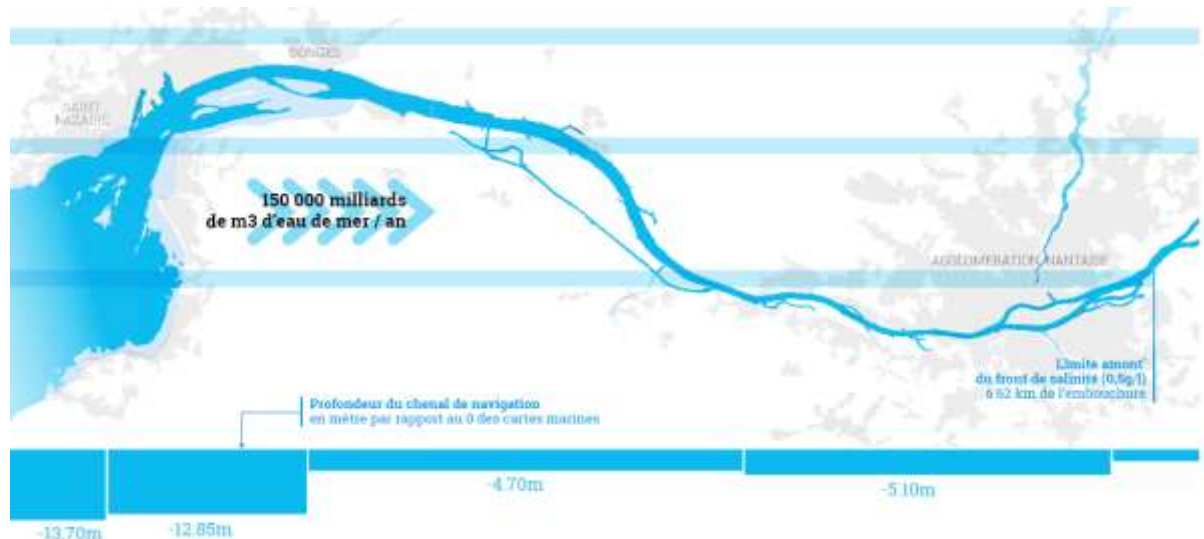 DONGES
SAINT
NAZAIRE
150 000 milliards
de m3 d'eau de mer / an
AGGLOMERATION NANTAISE
Limite amont
du front de salinité (0,5g/l)
à 62 km de l'embouchure
Profondeur du chenal de navigation
en mètre par rapport au 0 des cartes marines
-4.70m
-5.10m
-13.70m
-12.85m